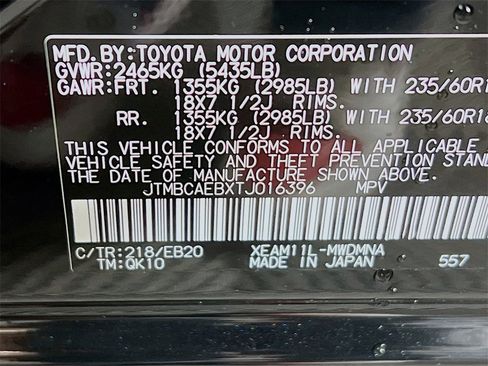 MFD.BY:TOYOTA MOTOR CORPORATION
GVWR:2465KG (5435LB)
GAWR:FRT. 1355KG (2985LB) WITH 235/60R1
18X7 1/2J RIMS.
RR. 1355KG (2985LB) WITH 235/60R18
18X7 1/2J RIMS.
THIS VEHICLE CONFORMS TO ALL APPLICABLE
VEHICLE SAFETY AND THEFT PREVENTION STAND
THE DATE OF MANUFACTURE SHOWN ABOVE.
JTMBCAEBXTJ016396 MPV
C/TR:218/EB20 XEAM11L-MWDMNA
TM:QK10 MADE IN JAPAN 557